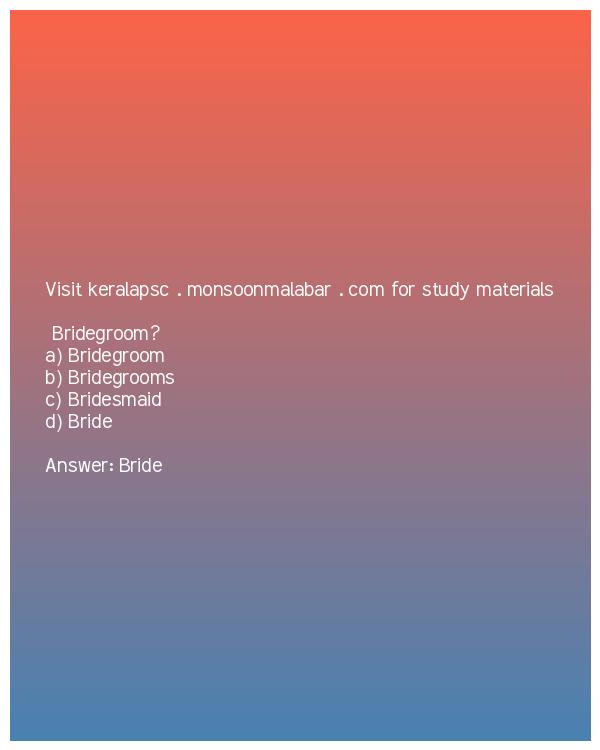 Visit keralapsc . monsoonmalabar . com for study materials
Bridegroom?
a) Bridegroom
b) Bridegrooms
c) Bridesmaid
d) Bride
Answer: Bride